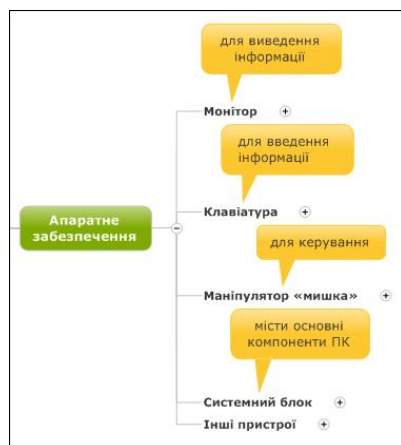 для виведення
інформації
Монітор
для введення
інформації
Апаратне
забезпечення
Клавіатура
для керування
Маніпулятор «мишка»
місти основні
компоненти ПК
Системний блок
Інші пристрої